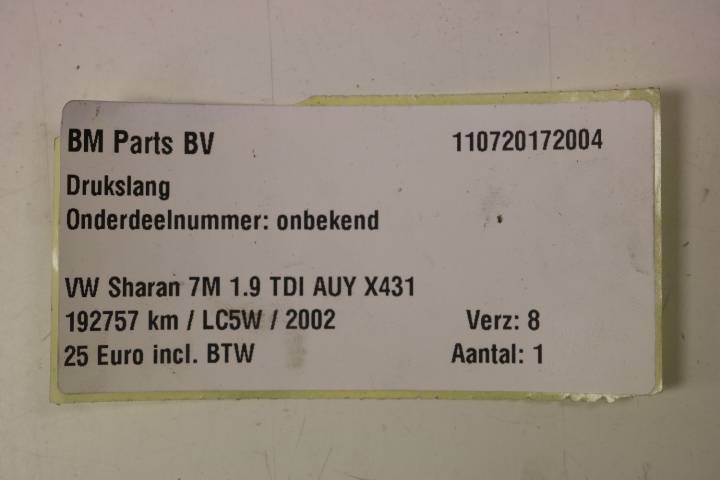 BM Parts BV 110720172004
Drukslang
Onderdeelnummer: onbekend
VW Sharan 7M 1.9 TDI AUY X431
192757 km / LC5W / 2002 Verz: 8
25 Euro incl. BTW Aantal: 1